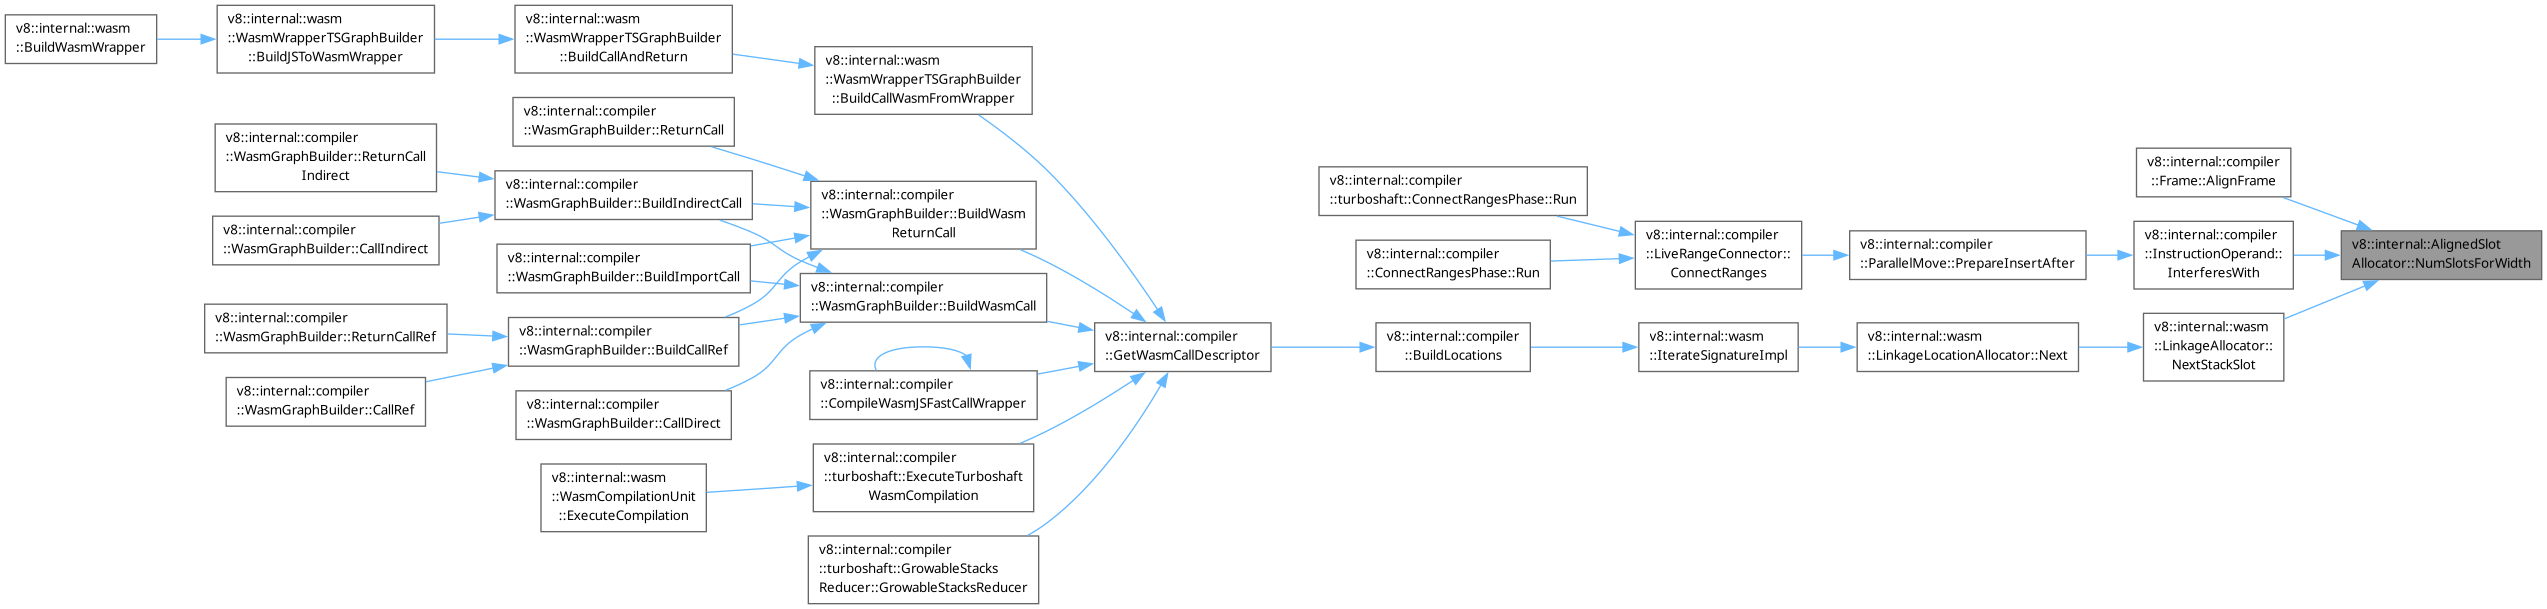 v8::internal::wasm
::BuildWasmWrapper
v8::internal::wasm
::WasmWrapperTSGraphBuilder
::BuildJSToWasmWrapper
v8::internal::wasm
::WasmWrapperTSGraphBuilder
::BuildCallAndReturn
v8::internal::wasm
::WasmWrapperTSGraphBuilder
::BuildCallWasmFromWrapper
v8::internal::compiler
::WasmGraphBuilder::ReturnCall
v8::internal::compiler
::WasmGraphBuilder::ReturnCall
Indirect
v8::internal::compiler
::WasmGraphBuilder::BuildIndirectCall
v8::internal::compiler
::WasmGraphBuilder::BuildWasm
ReturnCall
v8::internal::compiler
::WasmGraphBuilder::CallIndirect
v8::internal::compiler
::WasmGraphBuilder::BuildImportCall
v8::internal::compiler
::WasmGraphBuilder::BuildWasmCall
v8::internal::compiler
::WasmGraphBuilder::ReturnCallRef
v8::internal::compiler
::WasmGraphBuilder::BuildCallRef
v8::internal::compiler
::WasmGraphBuilder::CallRef
v8::internal::compiler
::WasmGraphBuilder::CallDirect
v8::internal::compiler
::CompileWasmJSFastCallWrapper
v8::internal::wasm
::WasmCompilationUnit
::ExecuteCompilation
v8::internal::compiler
::turboshaft::ExecuteTurboshaft
WasmCompilation
v8::internal::compiler
::turboshaft::GrowableStacks
Reducer::GrowableStacksReducer
v8::internal::compiler
::GetWasmCallDescriptor
v8::internal::compiler
::turboshaft::ConnectRangesPhase::Run
v8::internal::compiler
::ConnectRangesPhase::Run
v8::internal::compiler
::BuildLocations
v8::internal::compiler
::LiveRangeConnector::
ConnectRanges
v8::internal::wasm
::IterateSignatureImpl
v8::internal::compiler
::ParallelMove::PrepareInsertAfter
v8::internal::wasm
::LinkageLocationAllocator::Next
v8::internal::compiler
::Frame::AlignFrame
v8::internal::compiler
::InstructionOperand::
InterferesWith
v8::internal::wasm
::LinkageAllocator::
NextStackSlot
v8::internal::AlignedSlot
Allocator::NumSlotsForWidth